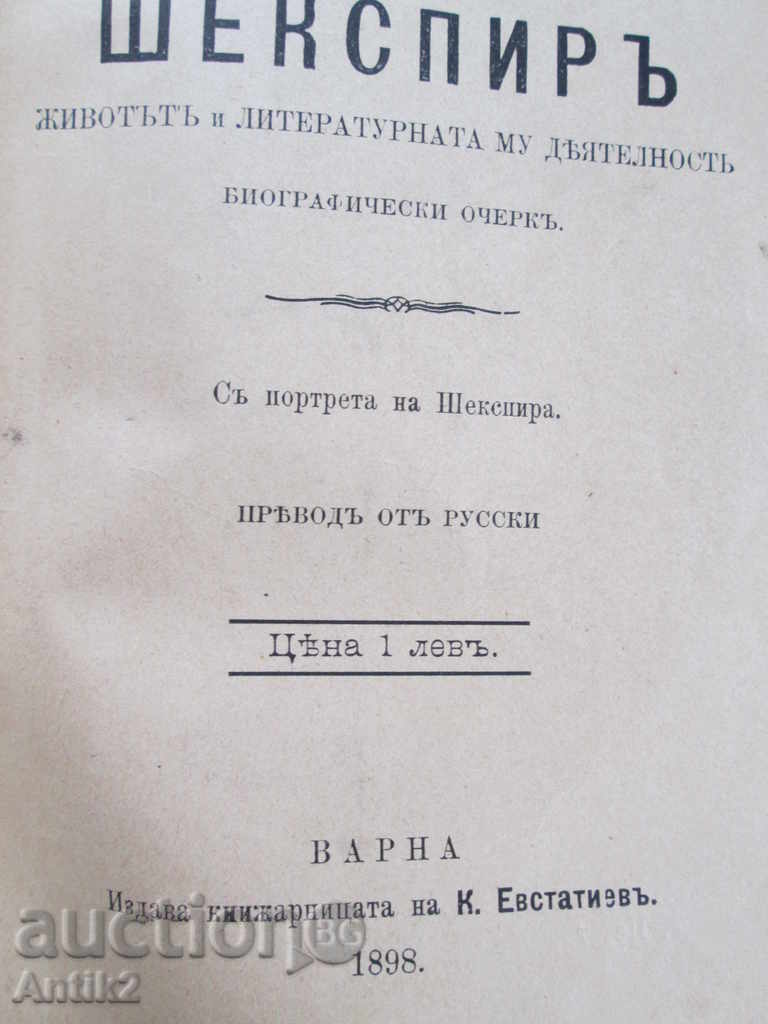 ШЕКСПИРЪ
ЖИВОТЪТЪ и ЛИТЕРАТУРНАТА МУ ДѢЯТЕЛНОСТЬ
БИОГРАФИЧЕСКИ ОЧЕРКЪ.
Съ портрета на Шекспира.
ПРѢВОДЪ ОТЪ РУССКИ
Цѣна 1 левъ.
ВАРНА
Издава книжарницата на К. Евстатиевъ.
1898.
auction BG
Antik2